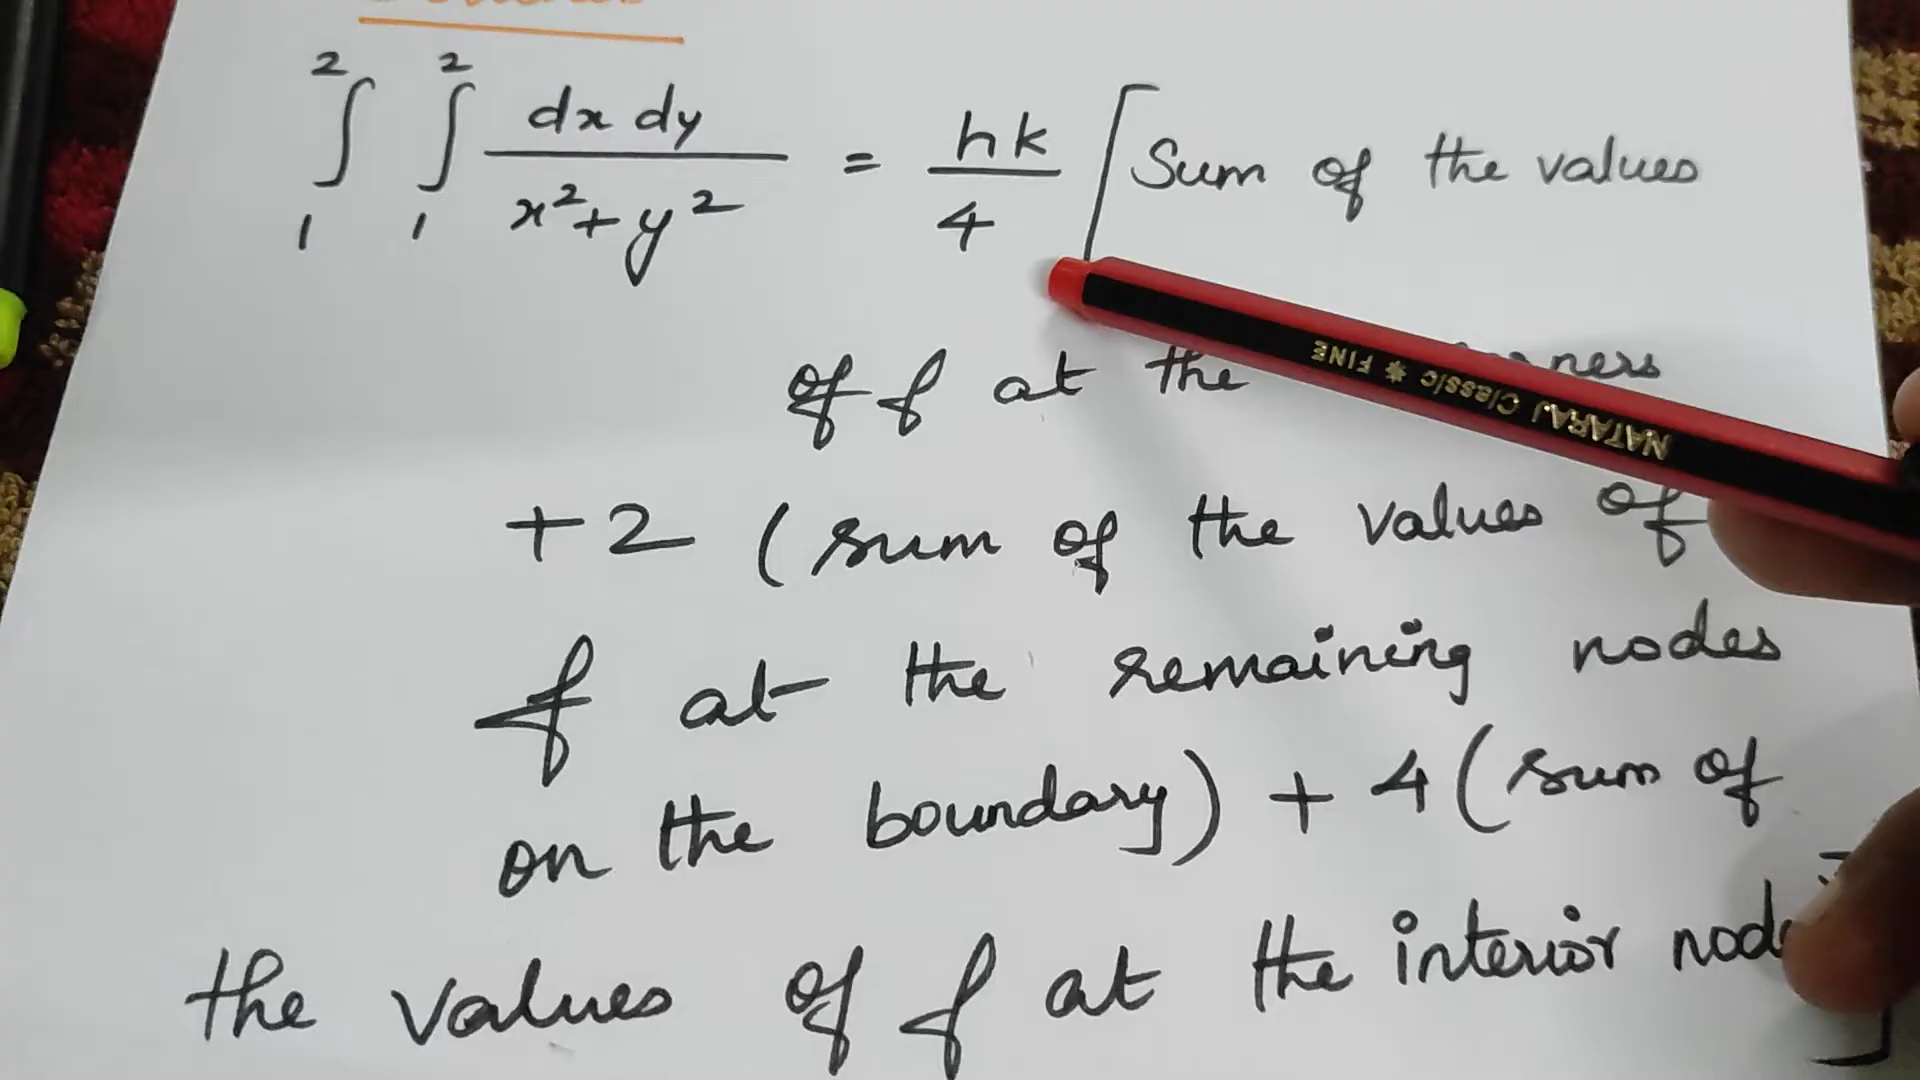 ∫₁² ∫₁² dx dy / x² + y² = hk / 4 [ Sum of the values
of f at the
+ 2 ( sum of the values of
f at the remaining nodes
on the boundary ) + 4 ( sum of
the values of f at the interior ]
NATARAJ Classic * FINE